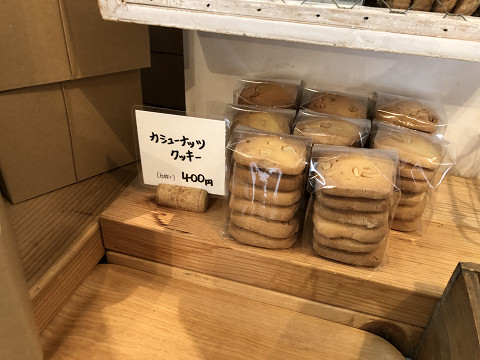 カシューナッツ
クッキー
(6枚) 400円